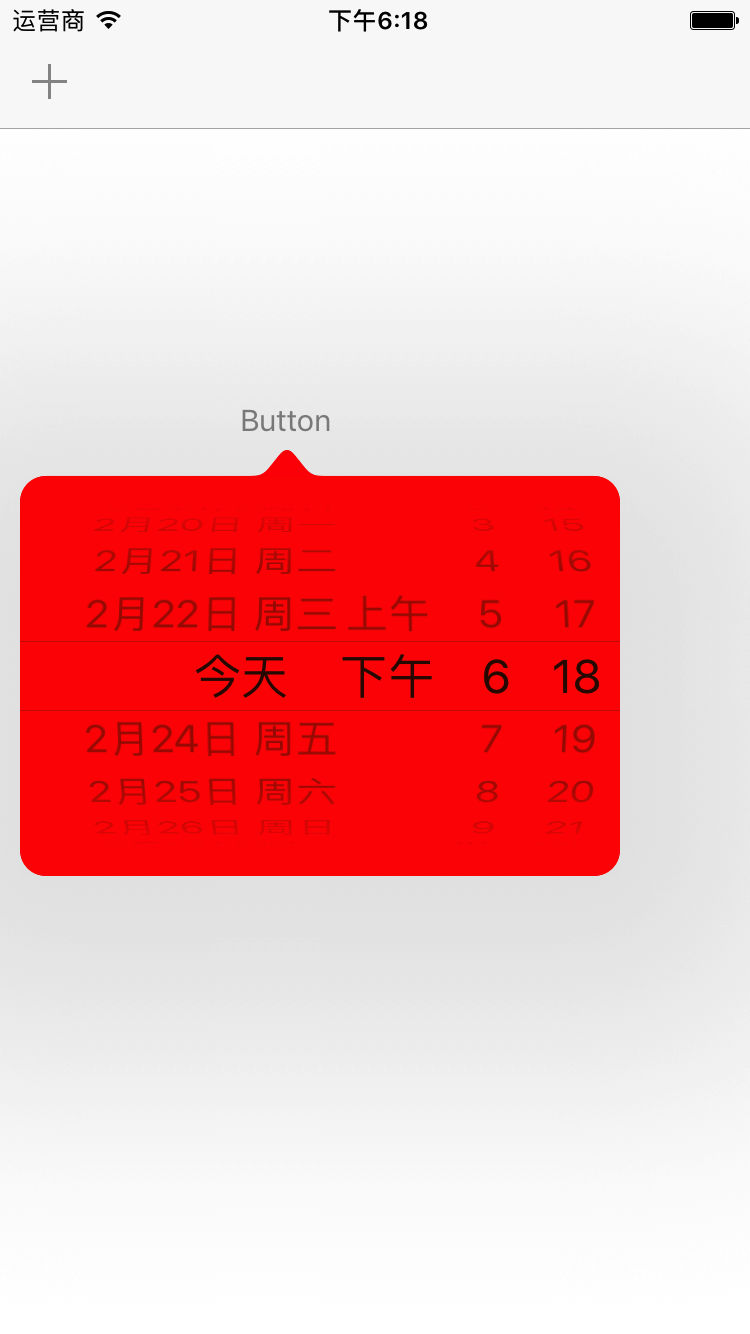 运营商 下午6:18
Button
2月20日 周一 3 15
2月21日 周二 4 16
2月22日 周三 上午 5 17
今天 下午 6 18
2月24日 周五 7 19
2月25日 周六 8 20
2月26日 周日 9 21